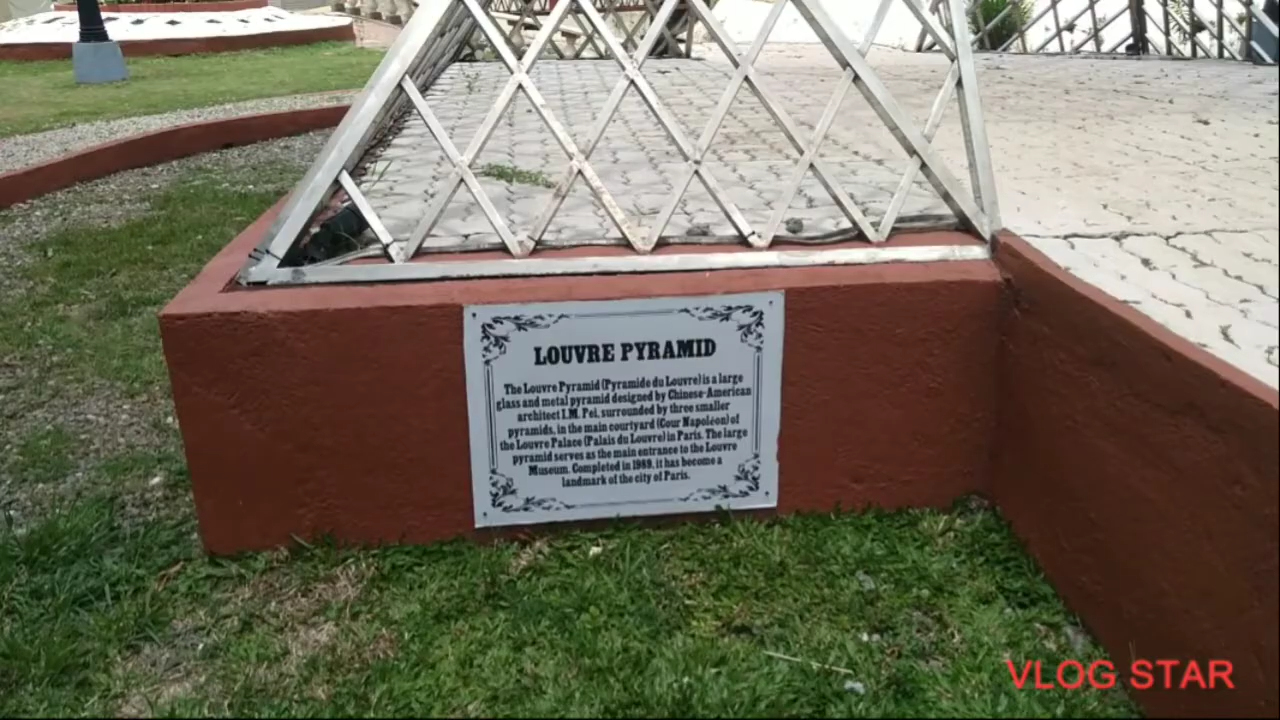 LOUVRE PYRAMID
The Louvre Pyramid (Pyramide du Louvre) is a large
glass and metal pyramid designed by Chinese-American
architect I.M. Pei, surrounded by three smaller
pyramids, in the main courtyard (Cour Napoléon) of
the Louvre Palace (Palais du Louvre) in Paris. The large
pyramid serves as the main entrance to the Louvre
Museum. Completed in 1989, it has become a
landmark of the city of Paris.
VLOG STAR